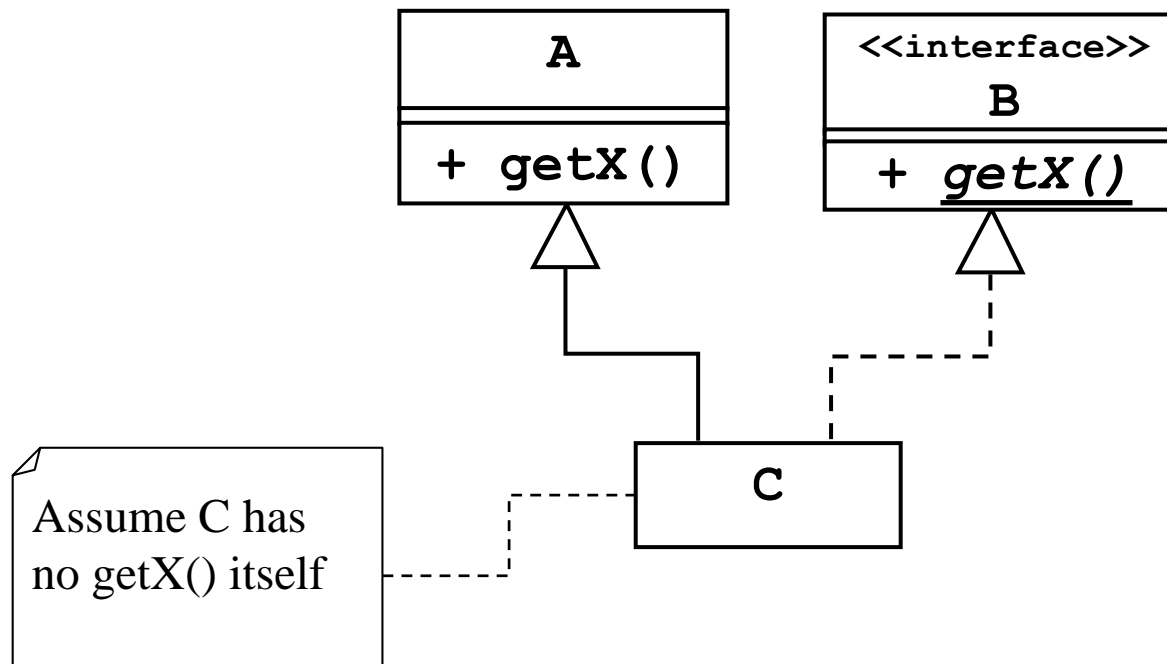 A
+ getX()
<<interface>>
B
+ getX()
C
Assume C has
no getX() itself